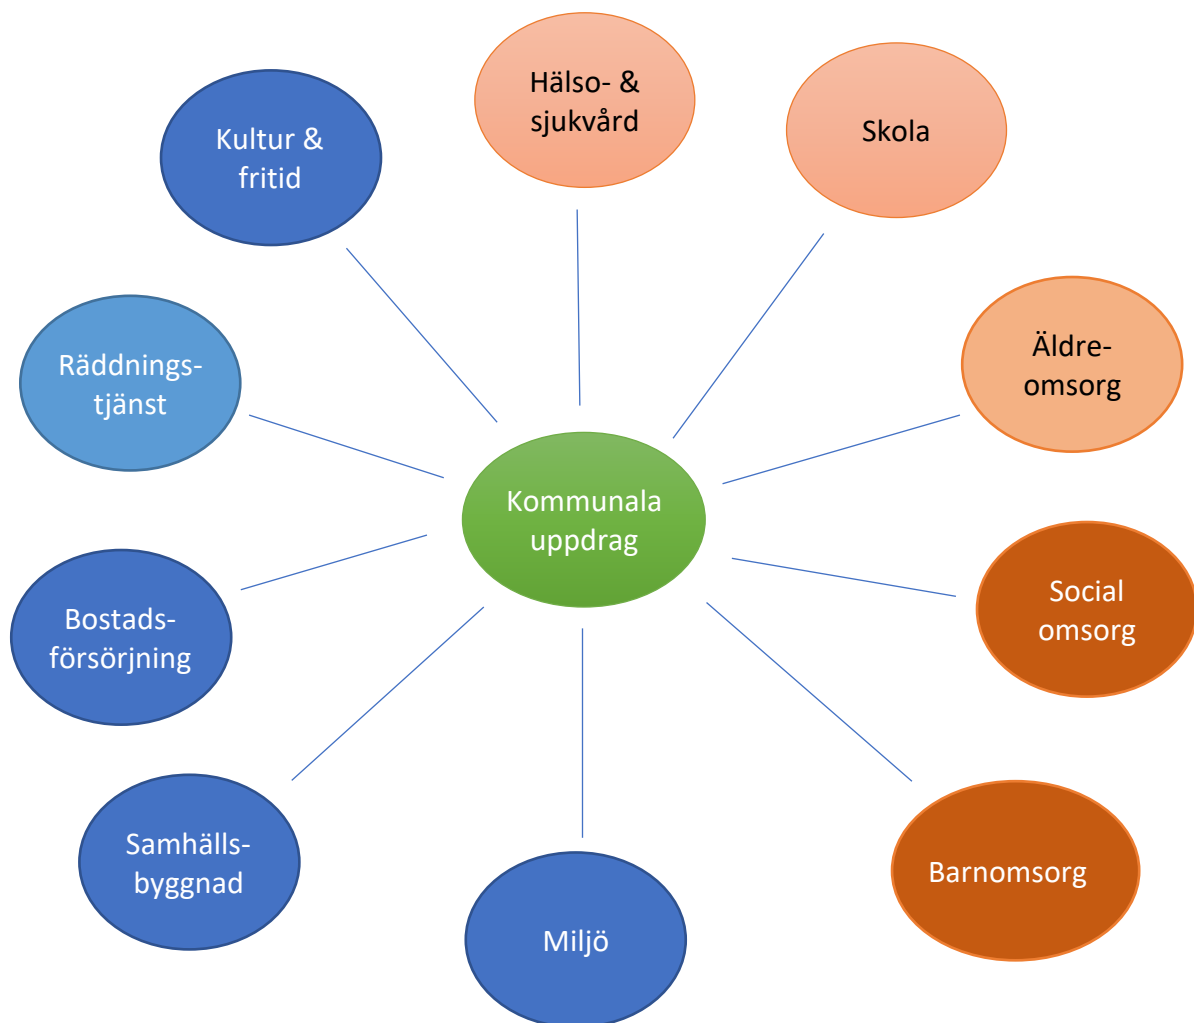 Hälso- &
sjukvård
Skola
Kultur &
fritid
Räddnings-
tjänst
Äldre-
omsorg
Kommunala
uppdrag
Bostads-
försörjning
Social
omsorg
Samhälls-
byggnad
Barnomsorg
Miljö